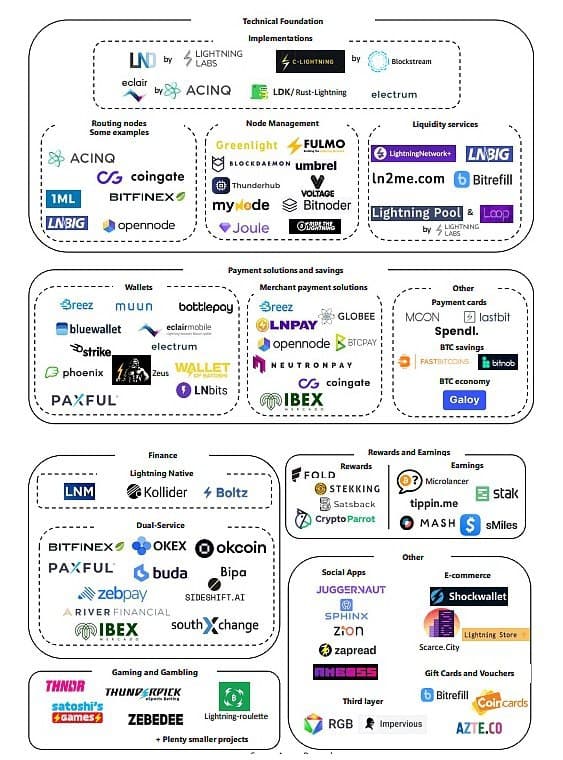 Technical Foundation
Implementations
LND by LIGHTNING LABS
C-LIGHTNING by Blockstream
eclair by ACINQ
LDK/ Rust-Lightning
electrum
Routing nodes
Some examples
ACINQ
coingate
1ML
BITFINEX
LNBIG
opennode
Node Management
Greenlight
FULMO
BLOCKDAEMON
umbrel
Thunderhub
VOLTAGE
myNode
Bitnoder
Joule
RIDE THE LIGHTNING
Liquidity services
LightningNetwork+
LNBIG
ln2me.com
Bitrefill
Lightning Pool & Loop
by LIGHTNING LABS
Payment solutions and savings
Wallets
Breez
muun
bottlepay
bluewallet
eclair mobile
strike
electrum
phoenix
Zeus
WALLET
OF SATOSHI
LNbits
PAXFUL
Merchant payment solutions
Breez
GLOBEE
LNPAY
opennode
BTCPAY
NEUTRONPAY
coingate
IBEX
MERCADO
Other
Payment cards
MOON
lastbit
Spendl.
BTC savings
FASTBITCOINS
bitnob
BTC economy
Galoy
Finance
Lightning Native
LNM
Kollider
Boltz
Dual-Service
BITFINEX
OKEX
okcoin
PAXFUL
buda
Bipa
zebpay
SIDESHIFT.AI
RIVER FINANCIAL
IBEX
MERCADO
southXchange
Rewards and Earnings
Rewards
FOLD
STEKKING
Satsback
CryptoParrot
Earnings
Microlancer
tippin.me
stak
MASH
sMiles
Gaming and Gambling
THNDR
THUNDERPICK
eSports Betting
satoshi's
GAMES
ZEBEDEE
Lightning-roulette
+ Plenty smaller projects
Other
Social Apps
JUGGERNAUT
SPHINX
zion
zapread
AMBOSS
E-commerce
Shockwallet
Lightning Store
Scarce.City
Gift Cards and Vouchers
Bitrefill
Coincards
AZTE.CO
Third layer
RGB
Impervious